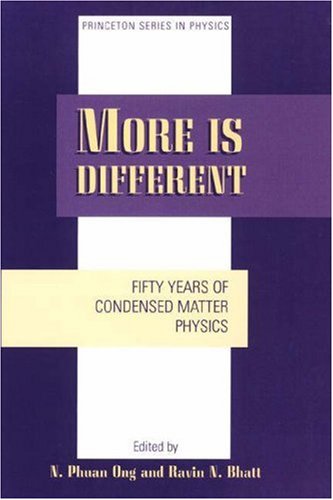 PRINCETON SERIES IN PHYSICS
MORE IS
DIFFERENT
FIFTY YEARS OF
CONDENSED MATTER
PHYSICS
Edited by
N. Phuan Ong and Ravin N. Bhatt